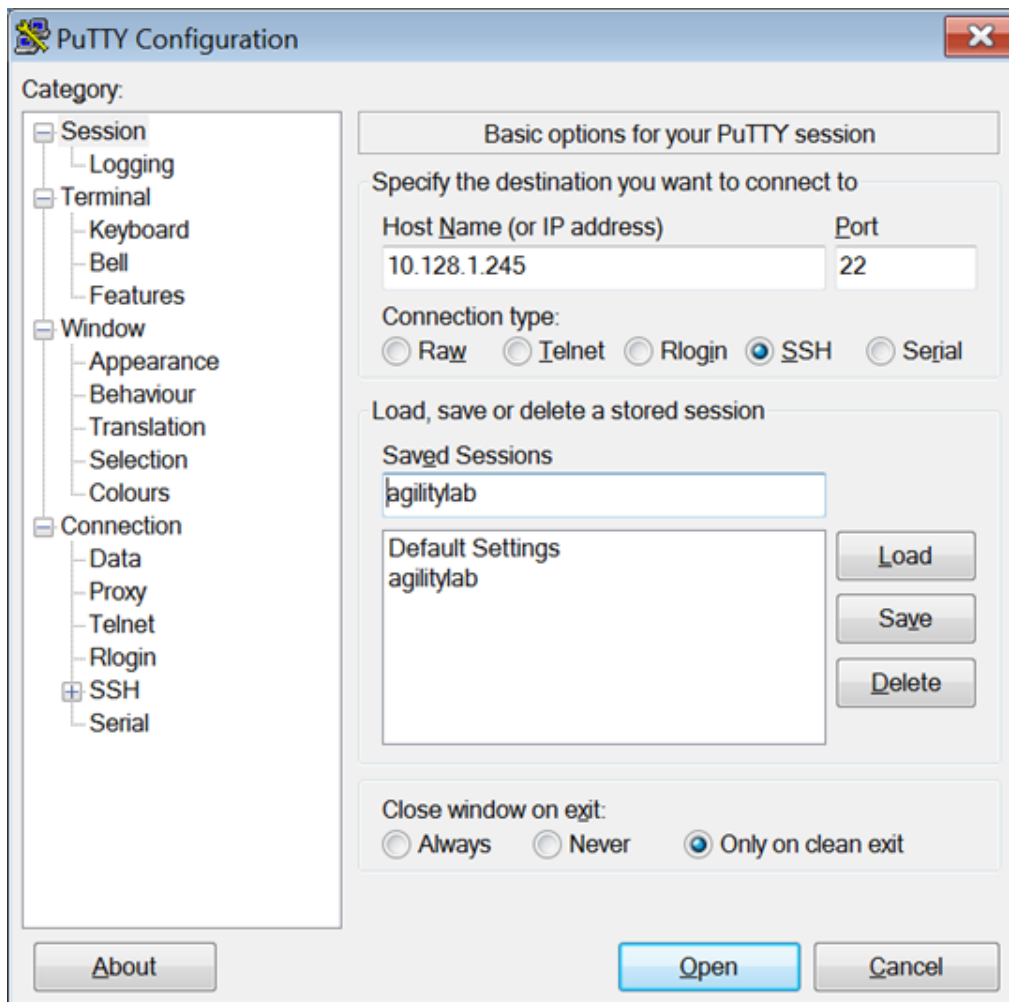 PuTTY Configuration
Category:
Session
Logging
Terminal
Keyboard
Bell
Features
Window
Appearance
Behaviour
Translation
Selection
Colours
Connection
Data
Proxy
Telnet
Rlogin
SSH
Serial
Basic options for your PuTTY session
Specify the destination you want to connect to
Host Name (or IP address) Port
10.128.1.245 22
Connection type:
Raw Telnet Rlogin SSH Serial
Load, save or delete a stored session
Saved Sessions
agilitylab
Default Settings
agilitylab
Load
Save
Delete
Close window on exit:
Always Never Only on clean exit
About Open Cancel